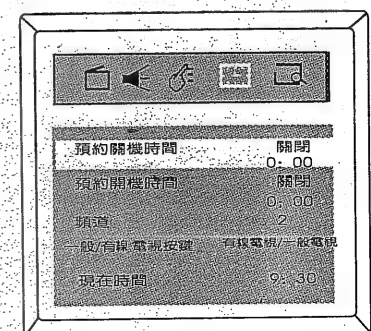 預約關機時間 關閉
0: 00
預約開機時間 關閉
0: 00
頻道 2
一般/有線電視按鍵 有線電視/一般電視
現在時間 9: 30